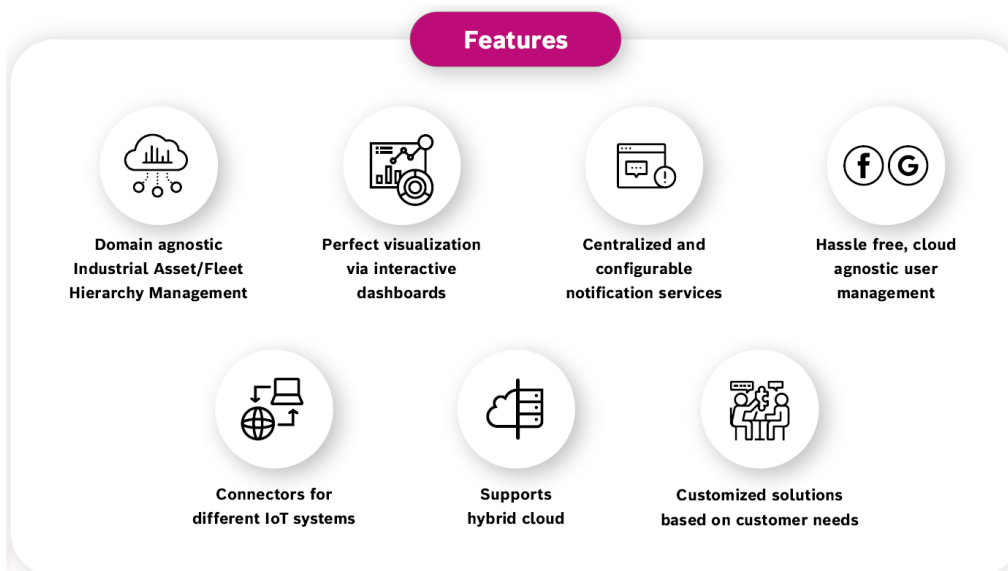 Features
Domain agnostic
Industrial Asset/Fleet
Hierarchy Management
Perfect visualization
via interactive
dashboards
Centralized and
configurable
notification services
f G
Hassle free, cloud
agnostic user
management
Connectors for
different IoT systems
Supports
hybrid cloud
Customized solutions
based on customer needs